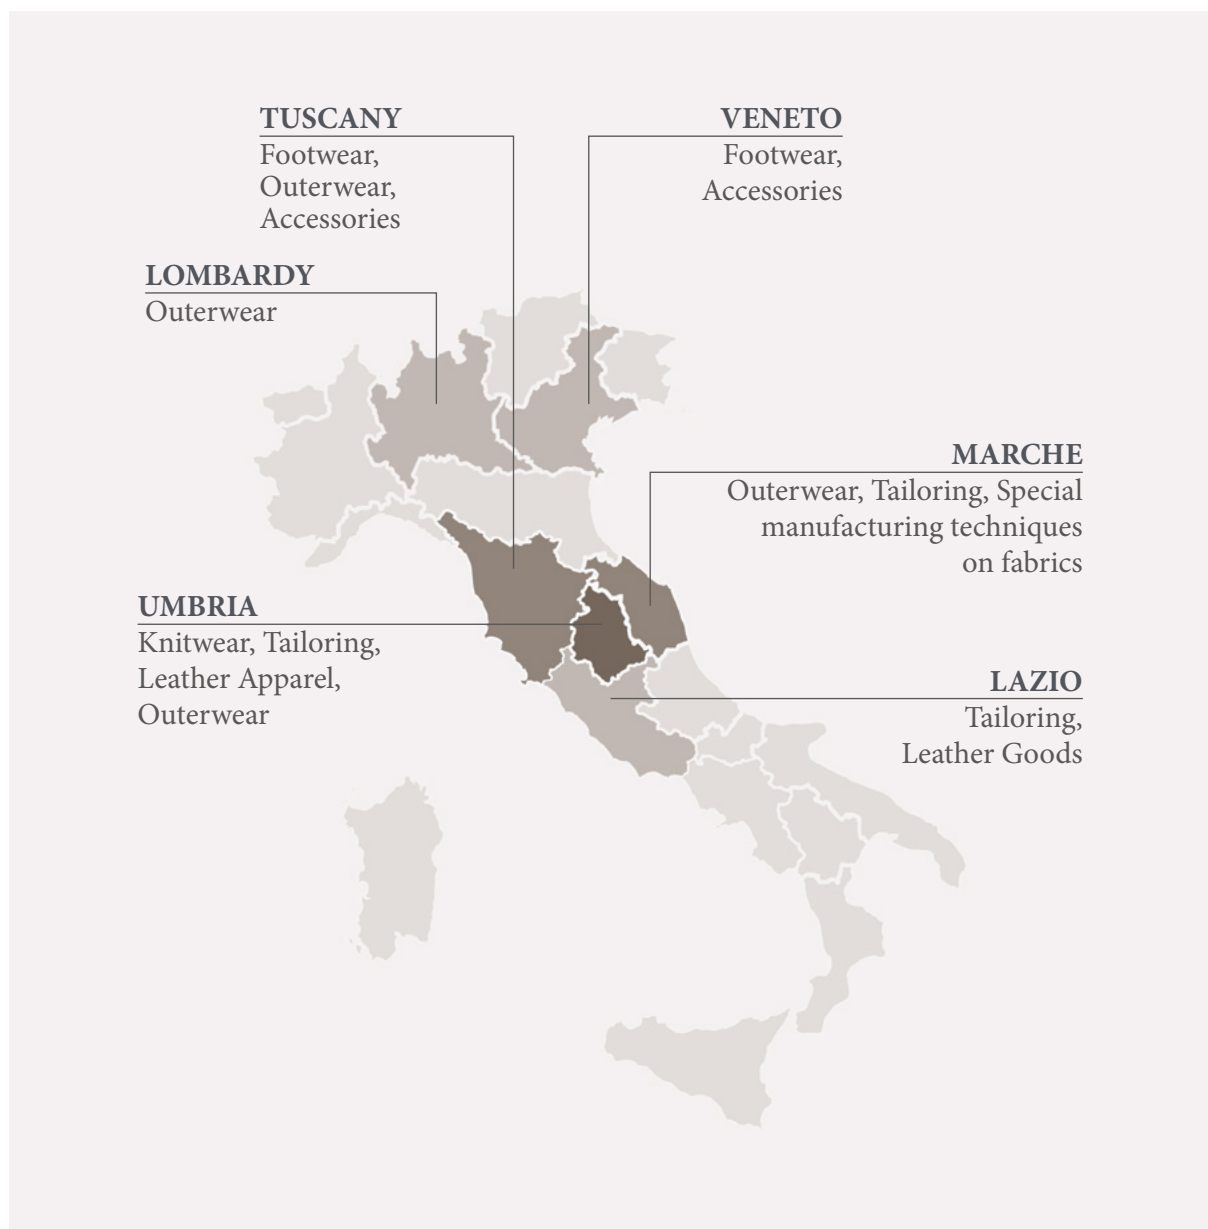 TUSCANY
Footwear,
Outerwear,
Accessories
VENETO
Footwear,
Accessories
LOMBARDY
Outerwear
MARCHE
Outerwear, Tailoring, Special
manufacturing techniques
on fabrics
UMBRIA
Knitwear, Tailoring,
Leather Apparel,
Outerwear
LAZIO
Tailoring,
Leather Goods